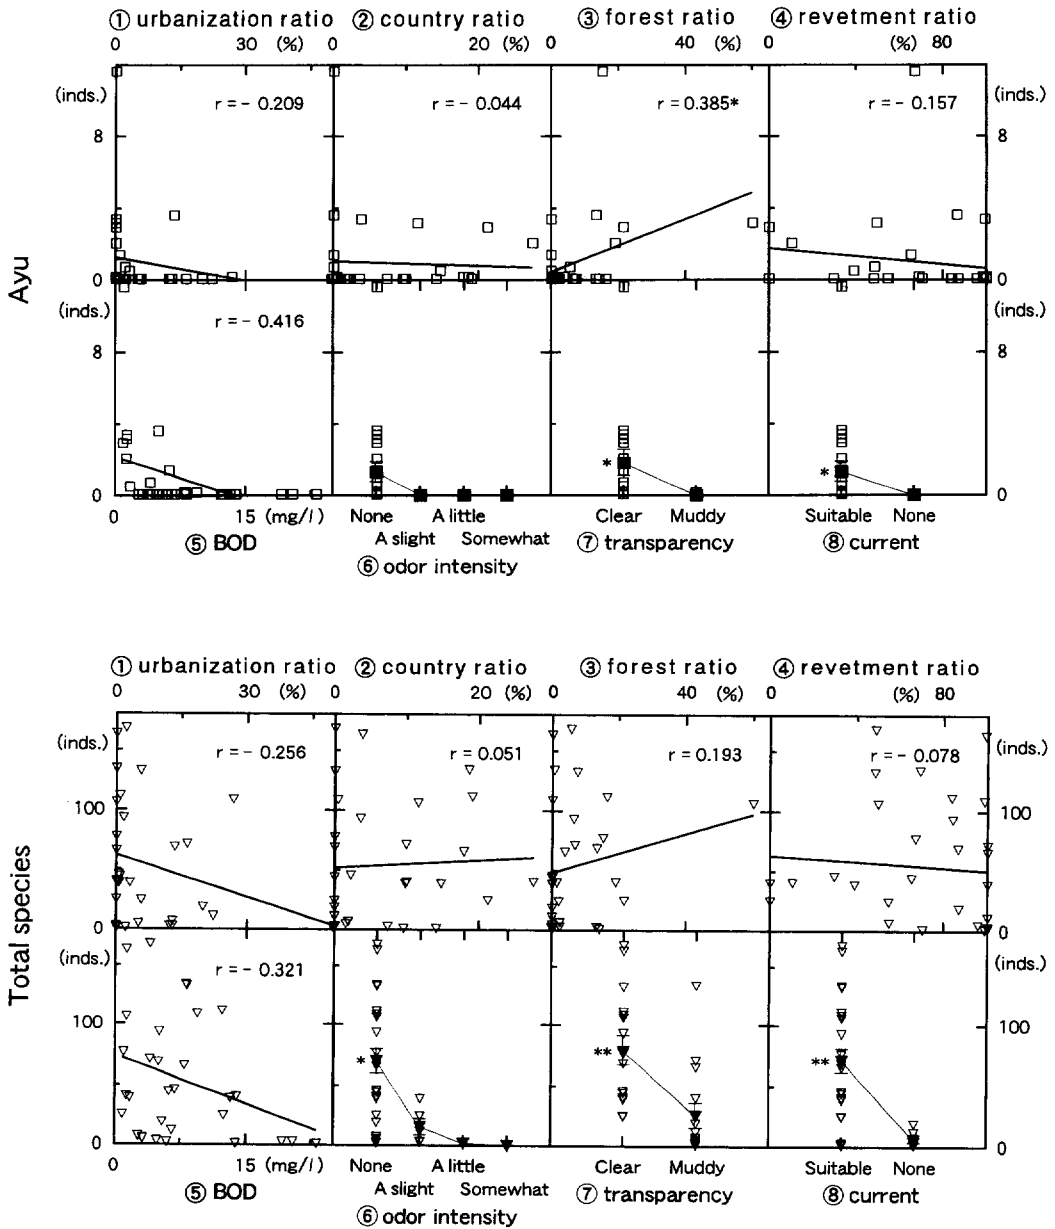 ① urbanization ratio ② country ratio ③ forest ratio ④ revetment ratio
0 30 (%) 0 20 (%) 0 40 (%) 0 (%) 80
(inds.) r = - 0.209 r = - 0.044 r = 0.385* r = - 0.157 (inds.)
8 8
0 0
Ayu
(inds.) r = - 0.416 (inds.)
8 8
* *
0 0
0 15 (mg/l) None A little Clear Muddy Suitable None
A slight Somewhat
⑤ BOD ⑥ odor intensity ⑦ transparency ⑧ current
① urbanization ratio ② country ratio ③ forest ratio ④ revetment ratio
0 30 (%) 0 20 (%) 0 40 (%) 0 (%) 80
(inds.) r = - 0.256 r = 0.051 r = 0.193 r = - 0.078 (inds.)
100 100
0 0
Total species
(inds.) r = - 0.321 (inds.)
100 100
* ** **
0 0
0 15 (mg/l) None A little Clear Muddy Suitable None
A slight Somewhat
⑤ BOD ⑥ odor intensity ⑦ transparency ⑧ current